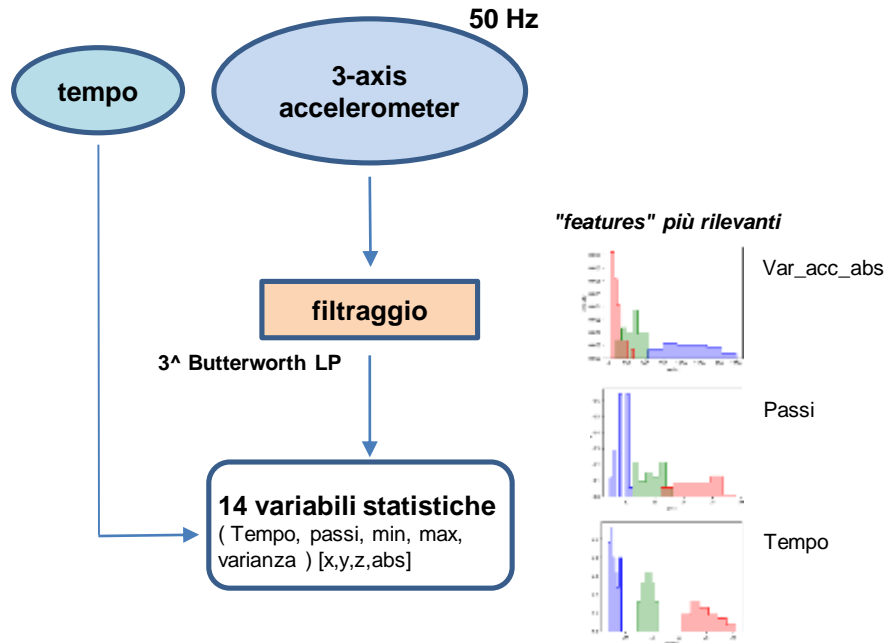 50 Hz
tempo
3-axis
accelerometer
filtraggio
3^ Butterworth LP
14 variabili statistiche
( Tempo, passi, min, max,
varianza ) [x,y,z,abs]
"features" più rilevanti
Var_acc_abs
Passi
Tempo